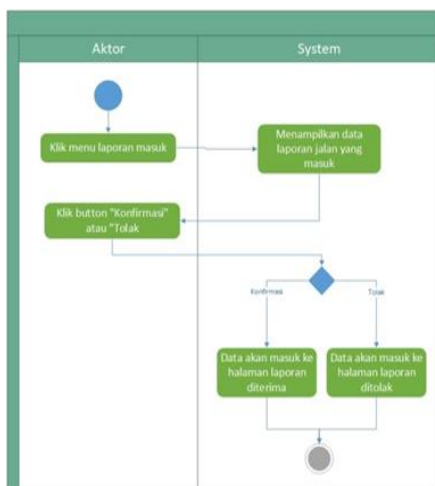 Aktor
System
Klik menu laporan masuk
Menampilkan data
laporan jalan yang
masuk
Klik button "Konfirmasi"
atau "Tolak
Konfirmasi
Tolak
Data akan masuk ke
halaman laporan
diterima
Data akan masuk ke
halaman laporan
ditolak